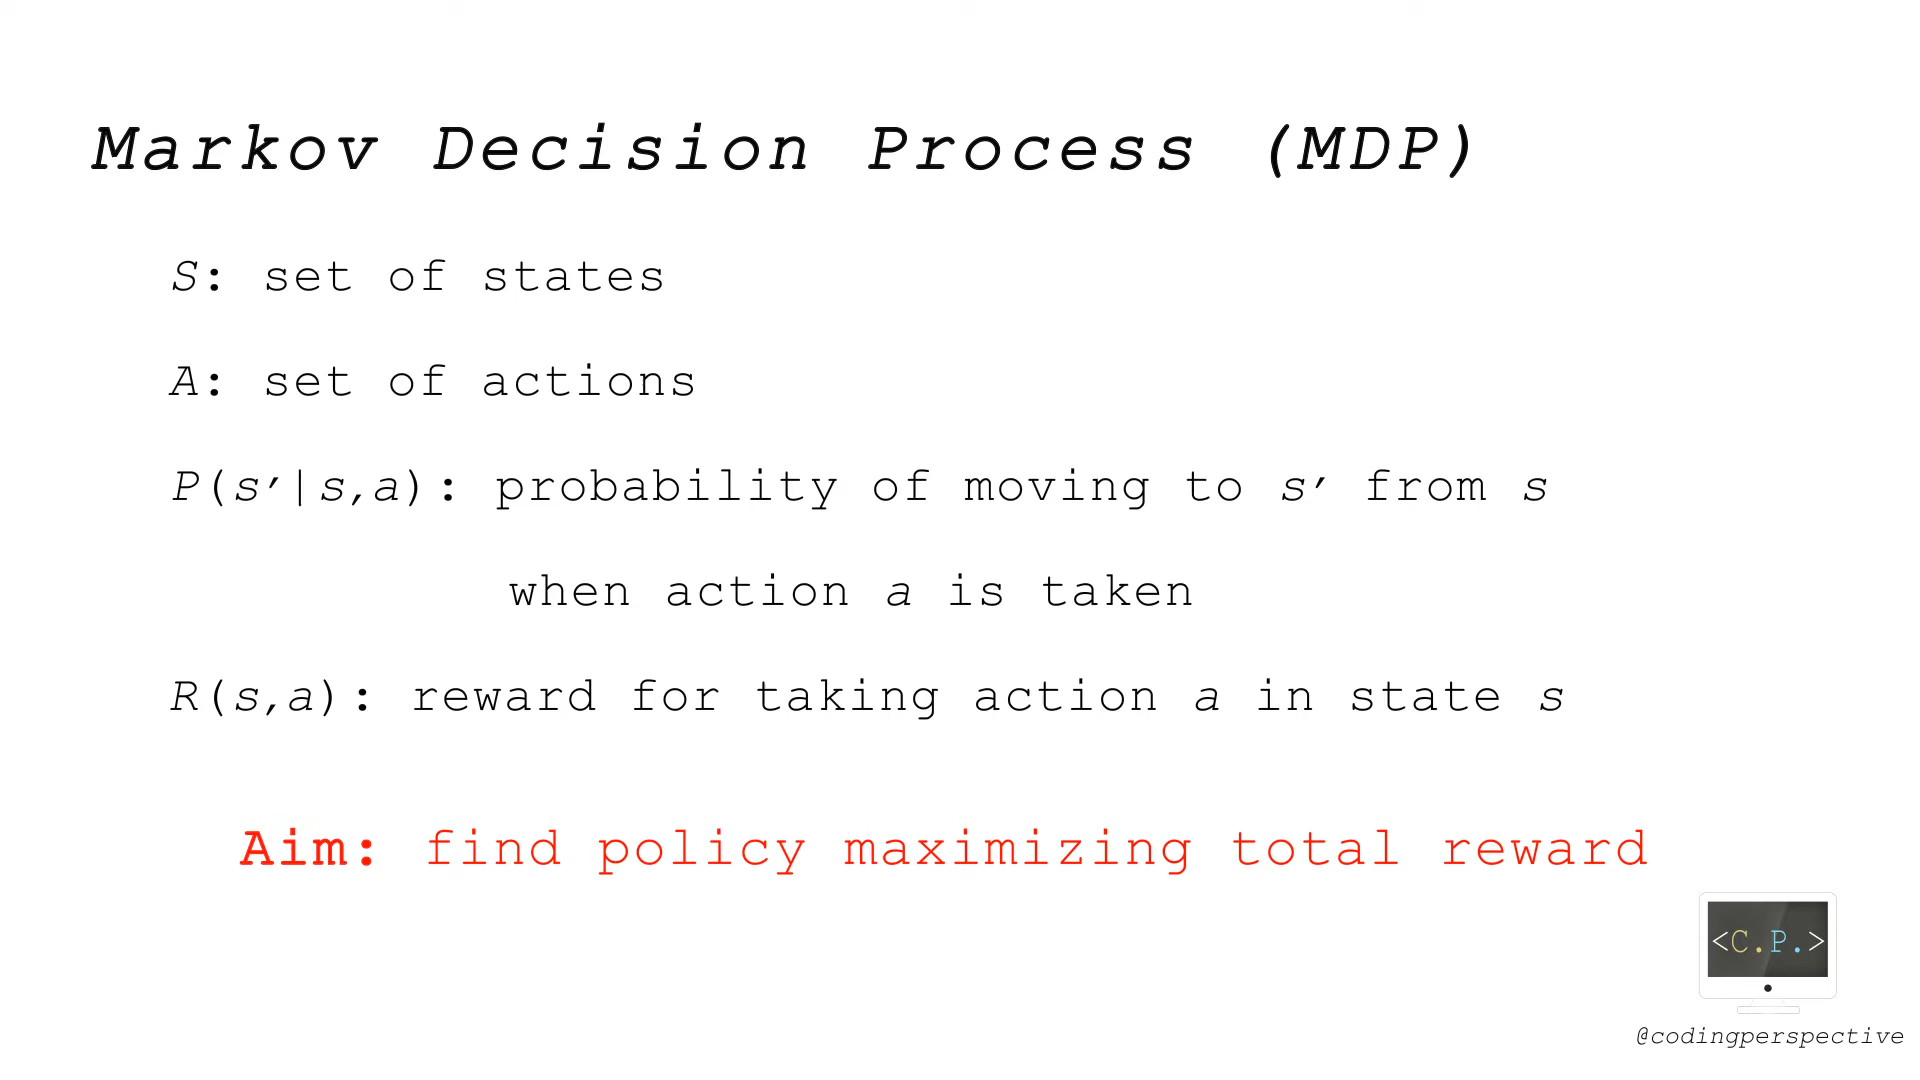 Markov Decision Process (MDP)
S: set of states
A: set of actions
P(s′|s,a): probability of moving to s′ from s
when action a is taken
R(s,a): reward for taking action a in state s
Aim: find policy maximizing total reward
<C.P.>
@codingperspective